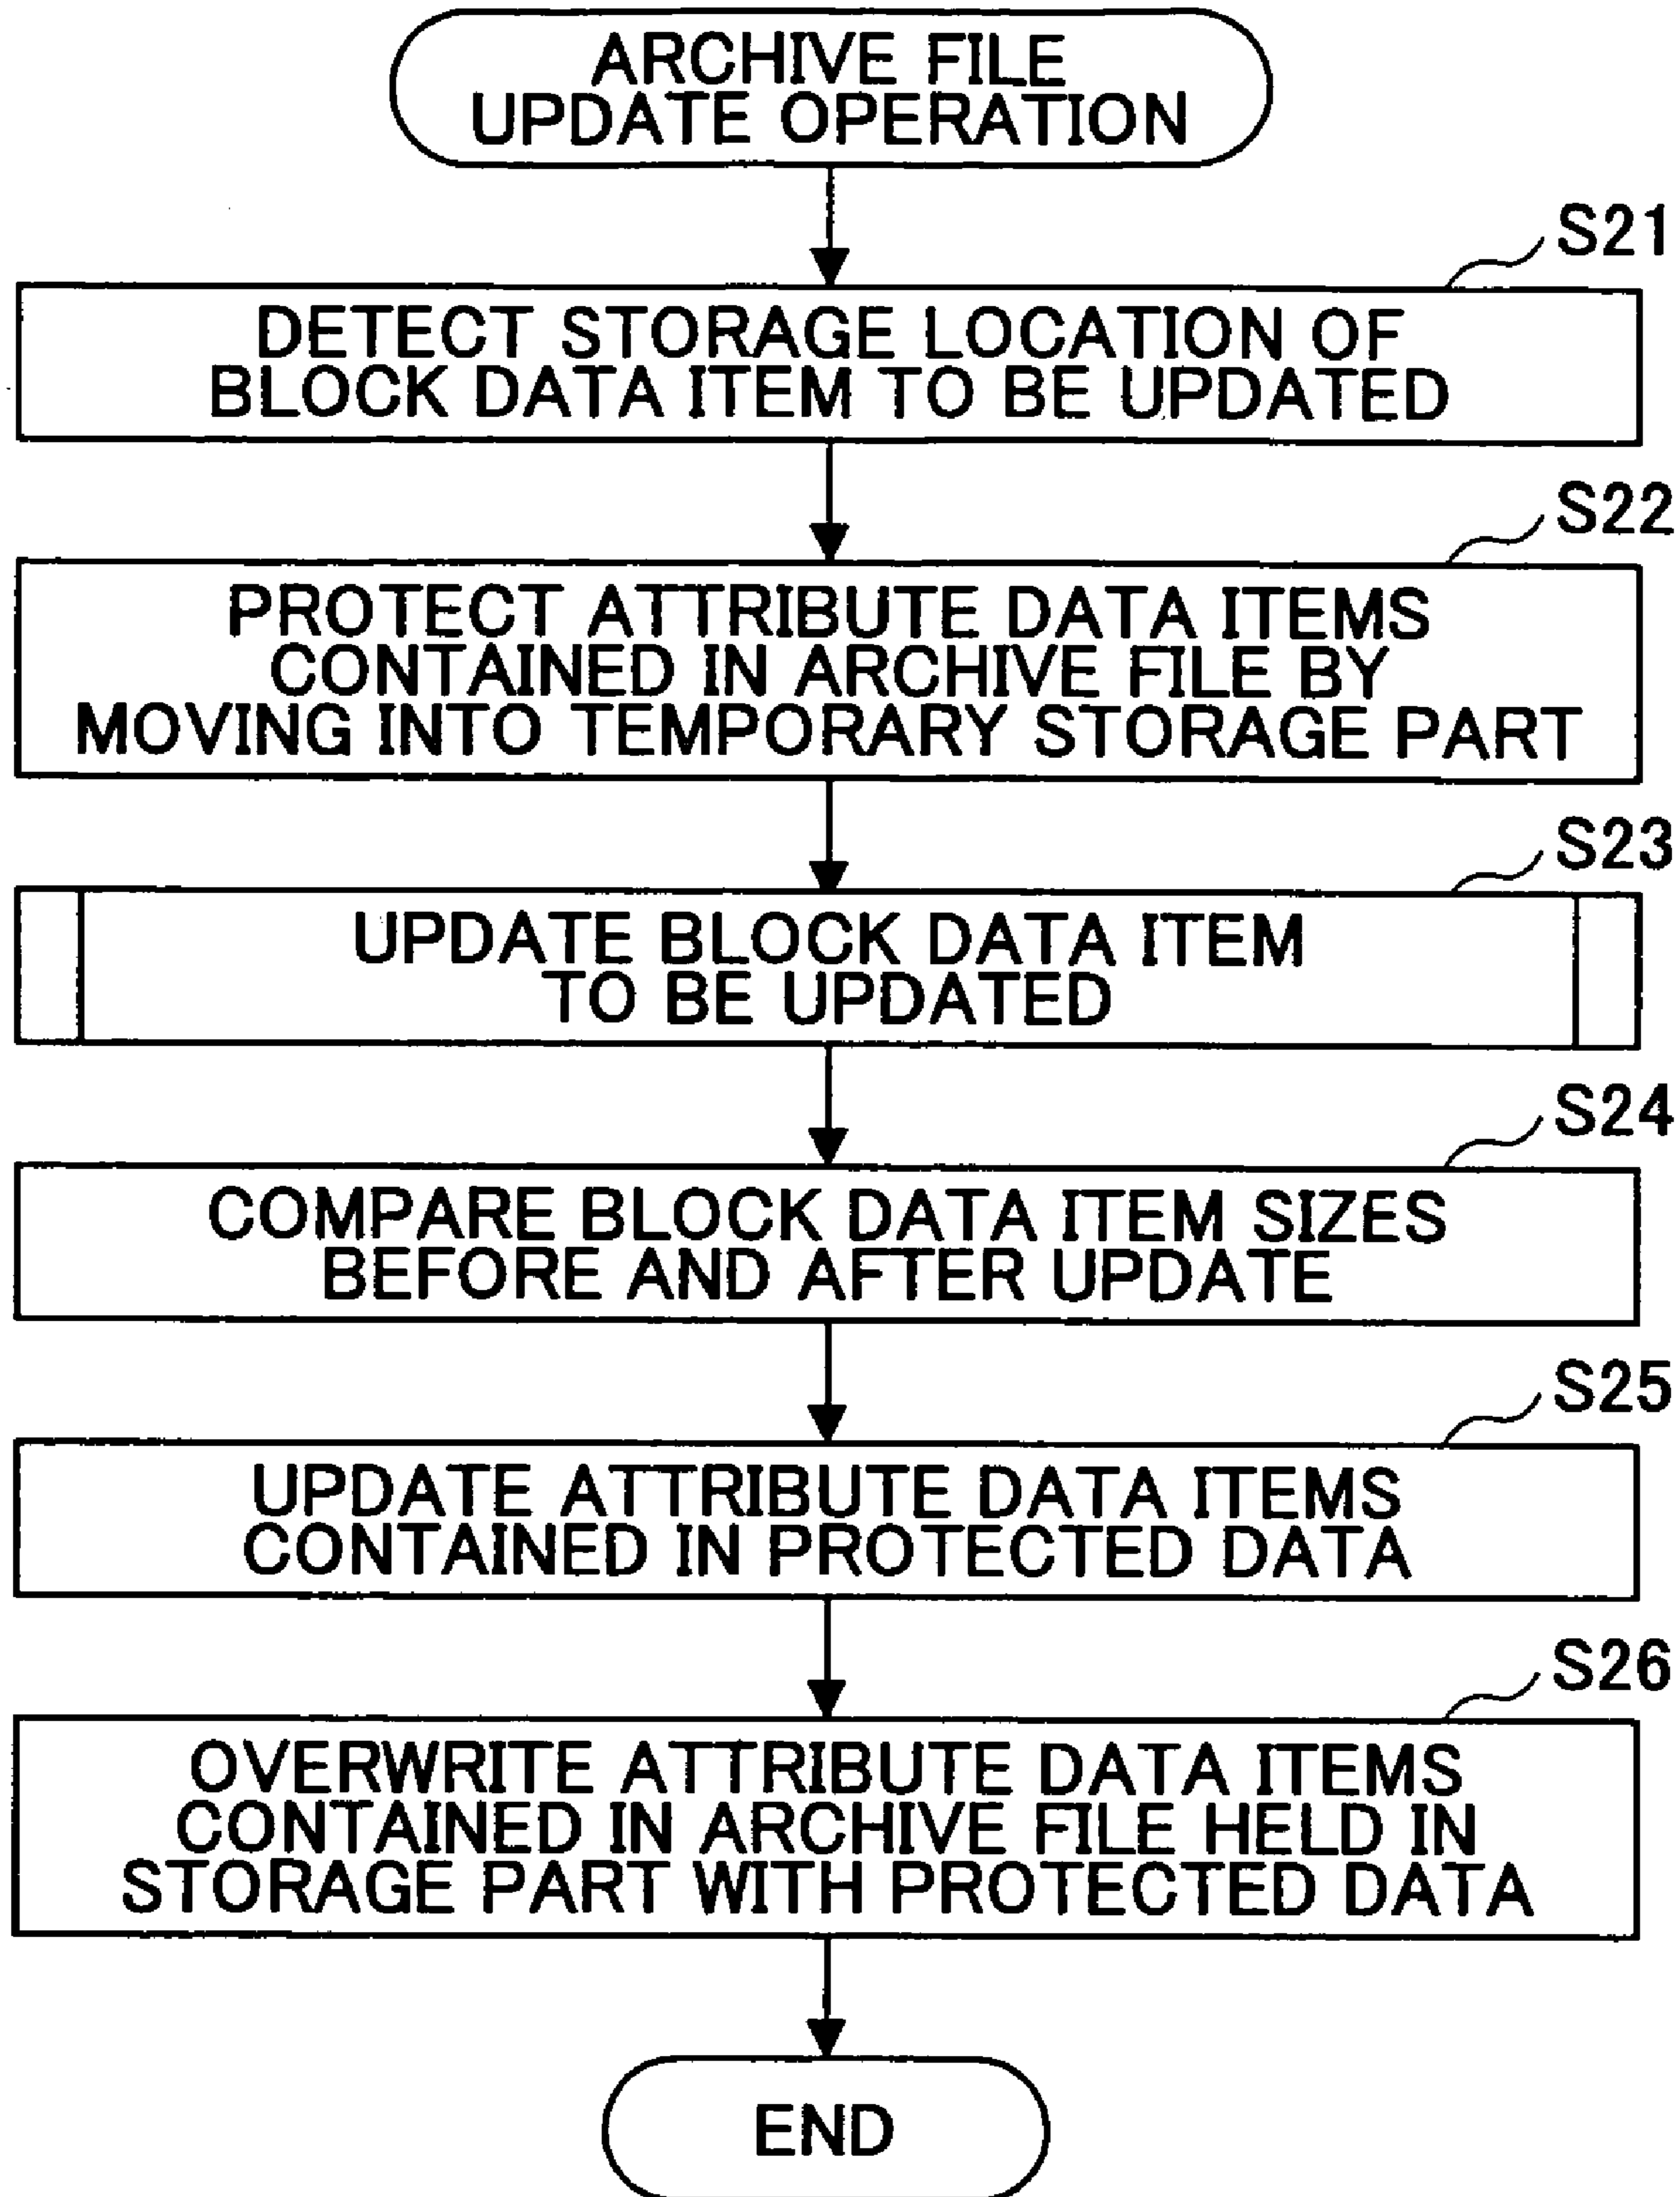 ARCHIVE FILE
UPDATE OPERATION
S21
DETECT STORAGE LOCATION OF
BLOCK DATA ITEM TO BE UPDATED
S22
PROTECT ATTRIBUTE DATA ITEMS
CONTAINED IN ARCHIVE FILE BY
MOVING INTO TEMPORARY STORAGE PART
S23
UPDATE BLOCK DATA ITEM
TO BE UPDATED
S24
COMPARE BLOCK DATA ITEM SIZES
BEFORE AND AFTER UPDATE
S25
UPDATE ATTRIBUTE DATA ITEMS
CONTAINED IN PROTECTED DATA
S26
OVERWRITE ATTRIBUTE DATA ITEMS
CONTAINED IN ARCHIVE FILE HELD IN
STORAGE PART WITH PROTECTED DATA
END